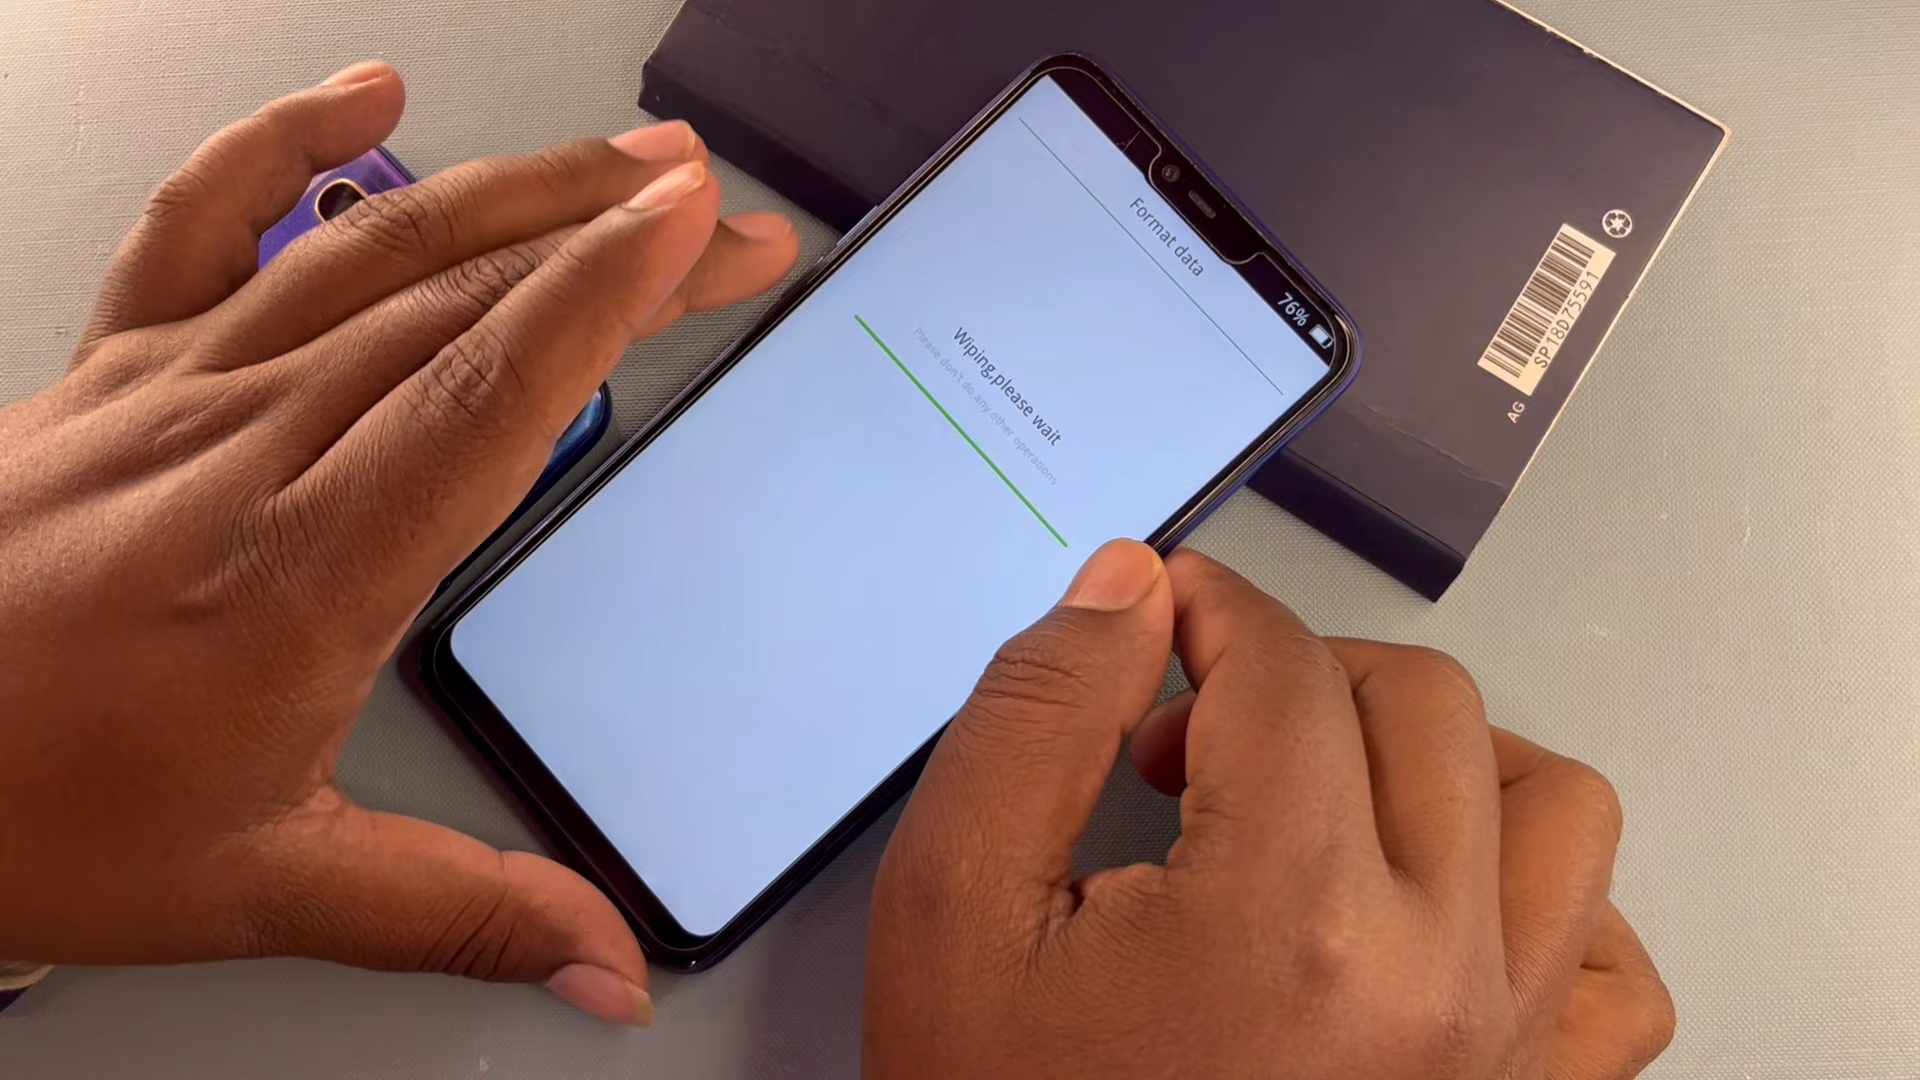 76%
Format data
Wiping,please wait
Please don't do any other operations
SP18D75591
AG